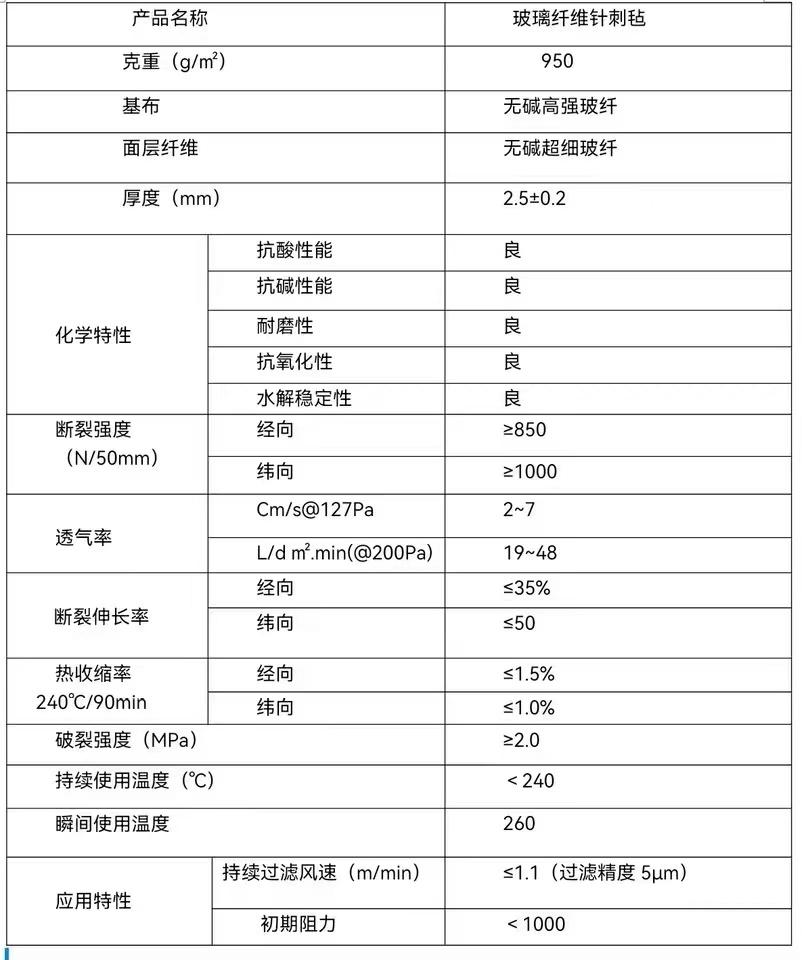 产品名称 玻璃纤维针刺毡
克重（g/㎡） 950
基布 无碱高强玻纤
面层纤维 无碱超细玻纤
厚度（mm） 2.5±0.2
化学特性
抗酸性能 良
抗碱性能 良
耐磨性 良
抗氧化性 良
水解稳定性 良
断裂强度
（N/50mm）
经向 ≥850
纬向 ≥1000
透气率
Cm/s@127Pa 2~7
L/d㎡.min(@200Pa) 19~48
断裂伸长率
经向 ≤35%
纬向 ≤50
热收缩率
240℃/90min
经向 ≤1.5%
纬向 ≤1.0%
破裂强度（MPa） ≥2.0
持续使用温度（℃） ＜240
瞬间使用温度 260
应用特性
持续过滤风速（m/min） ≤1.1（过滤精度 5μm）
初期阻力 ＜1000